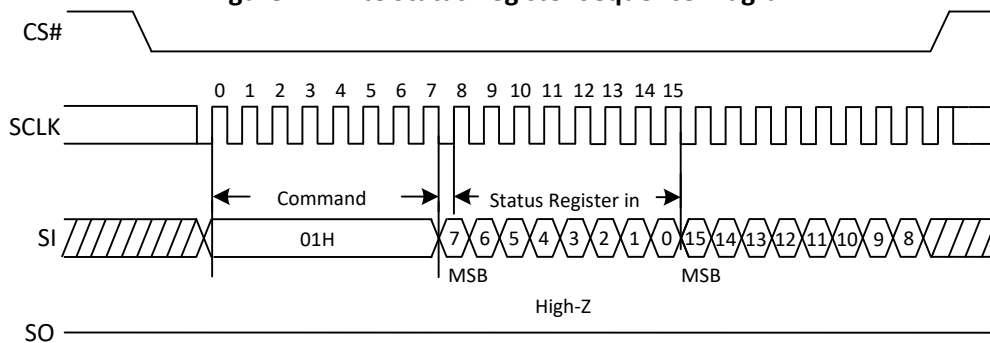 CS#
0 1 2 3 4 5 6 7 8 9 10 11 12 13 14 15
SCLK
Command
Status Register in
SI
01H
7 6 5 4 3 2 1 0 15 14 13 12 11 10 9 8
MSB
MSB
High-Z
SO